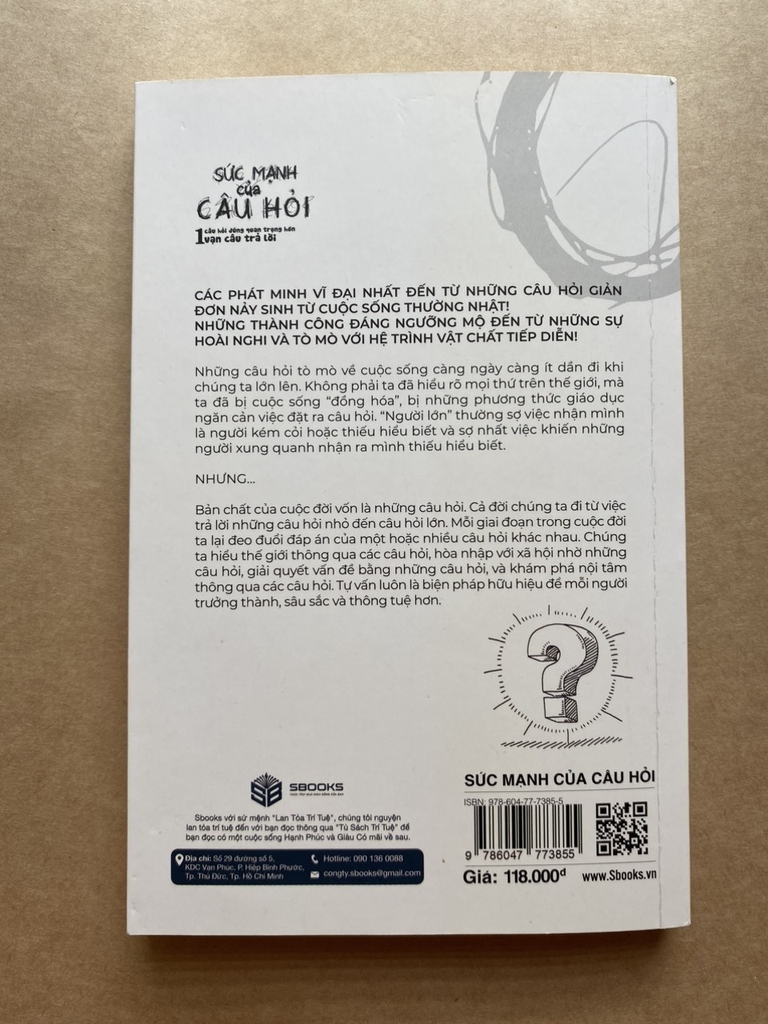 SỨC MẠNH
của
CÂU HỎI
1 câu hỏi đúng quan trọng hơn
vạn câu trả lời
CÁC PHÁT MINH VĨ ĐẠI NHẤT ĐẾN TỪ NHỮNG CÂU HỎI GIẢN
ĐƠN NẢY SINH TỪ CUỘC SỐNG THƯỜNG NHẬT!
NHỮNG THÀNH CÔNG ĐÁNG NGƯỠNG MỘ ĐẾN TỪ NHỮNG SỰ
HOÀI NGHI VÀ TÒ MÒ VỚI HỆ TRÌNH VẬT CHẤT TIẾP DIỄN!
Những câu hỏi tò mò về cuộc sống càng ngày càng ít dần đi khi
chúng ta lớn lên. Không phải ta đã hiểu rõ mọi thứ trên thế giới, mà
ta đã bị cuộc sống “đồng hóa”, bị những phương thức giáo dục
ngăn cản việc đặt ra câu hỏi. “Người lớn” thường sợ việc nhận mình
là người kém cỏi hoặc thiếu hiểu biết và sợ nhất việc khiến những
người xung quanh nhận ra mình thiếu hiểu biết.
NHƯNG...
Bản chất của cuộc đời vốn là những câu hỏi. Cả đời chúng ta đi từ việc
trả lời những câu hỏi nhỏ đến câu hỏi lớn. Mỗi giai đoạn trong cuộc đời
ta lại đeo đuổi đáp án của một hoặc nhiều câu hỏi khác nhau. Chúng
ta hiểu thế giới thông qua các câu hỏi, hòa nhập với xã hội nhờ những
câu hỏi, giải quyết vấn đề bằng những câu hỏi, và khám phá nội tâm
thông qua các câu hỏi. Tự vấn luôn là biện pháp hữu hiệu để mỗi người
trưởng thành, sâu sắc và thông tuệ hơn.
?
SBOOKS
Sbooks với sứ mệnh "Lan Tỏa Trí Tuệ", chúng tôi nguyện
lan tỏa trí tuệ đến với bạn đọc thông qua "Tủ Sách Trí Tuệ" để
bạn đọc có một cuộc sống Hạnh Phúc và Giàu Có mãi về sau.
Địa chỉ: Số 29 đường số 5,
KDC Vạn Phúc, P. Hiệp Bình Phước,
Tp. Thủ Đức, Tp. Hồ Chí Minh
Hotline: 090 136 0088
congty.sbooks@gmail.com
SỨC MẠNH CỦA CÂU HỎI
ISBN: 978-604-77-7385-5
9 786047 773855
Giá: 118.000đ
www.Sbooks.vn